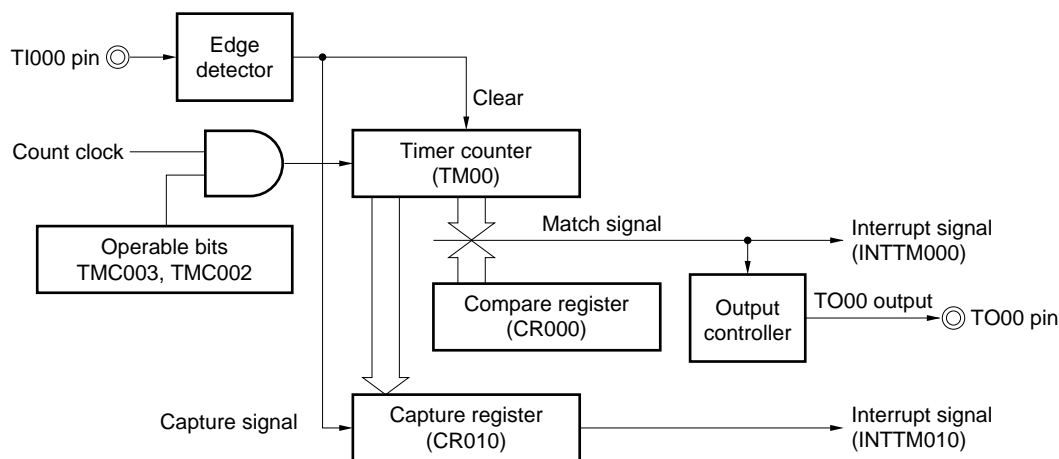 TI000 pin
Edge
detector
Clear
Count clock
Timer counter
(TM00)
Operable bits
TMC003, TMC002
Match signal
Interrupt signal
(INTTM000)
Compare register
(CR000)
Output
controller
TO00 output
TO00 pin
Capture signal
Capture register
(CR010)
Interrupt signal
(INTTM010)